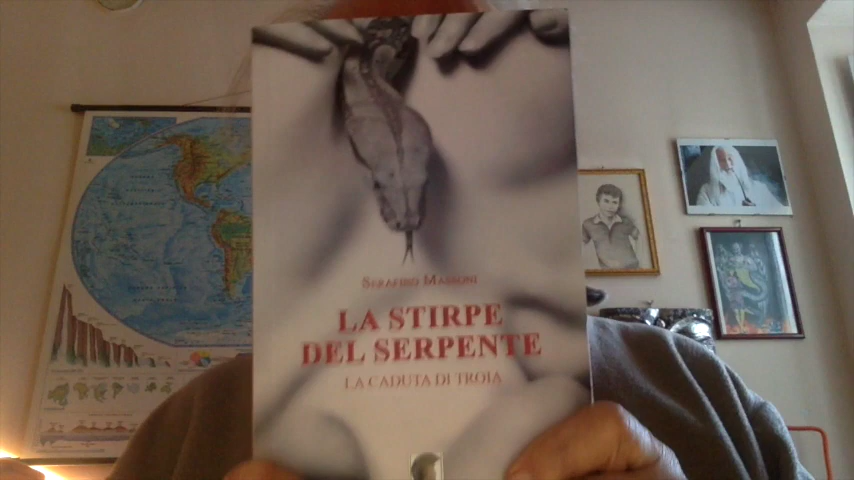 Serafino Massoni
LA STIRPE
DEL SERPENTE
LA CADUTA DI TROIA